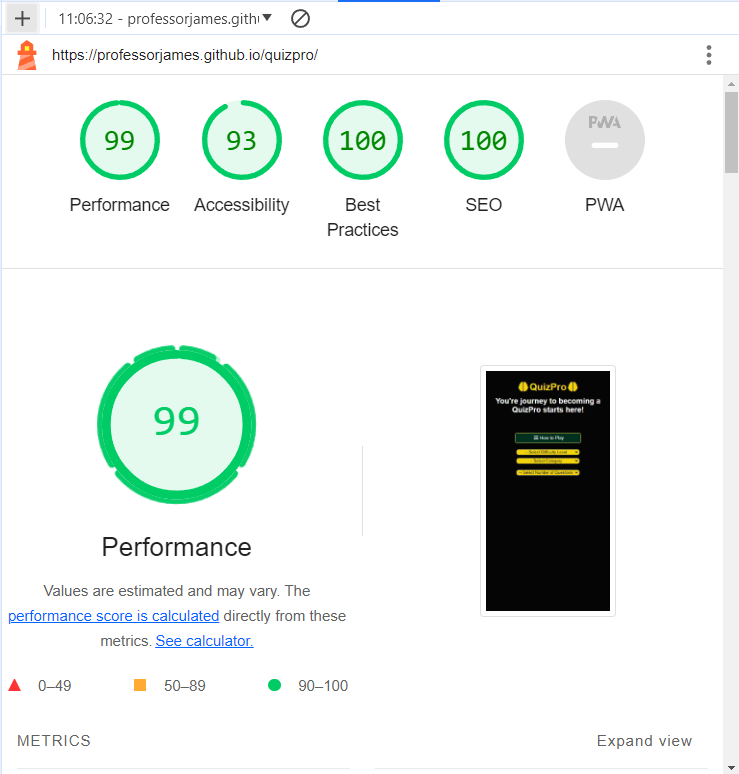 11:06:32 - professorjames.gith
https://professorjames.github.io/quizpro/
99
93
100
100
PWA
Performance
Accessibility
Best
Practices
SEO
PWA
99
QuizPro
You're journey to becoming a
QuizPro starts here!
How to Play
-- Select Difficulty Level --
-- Select Category --
-- Select Number of Questions --
Performance
Values are estimated and may vary. The
performance score is calculated directly from these
metrics. See calculator.
0–49
50–89
90–100
METRICS
Expand view